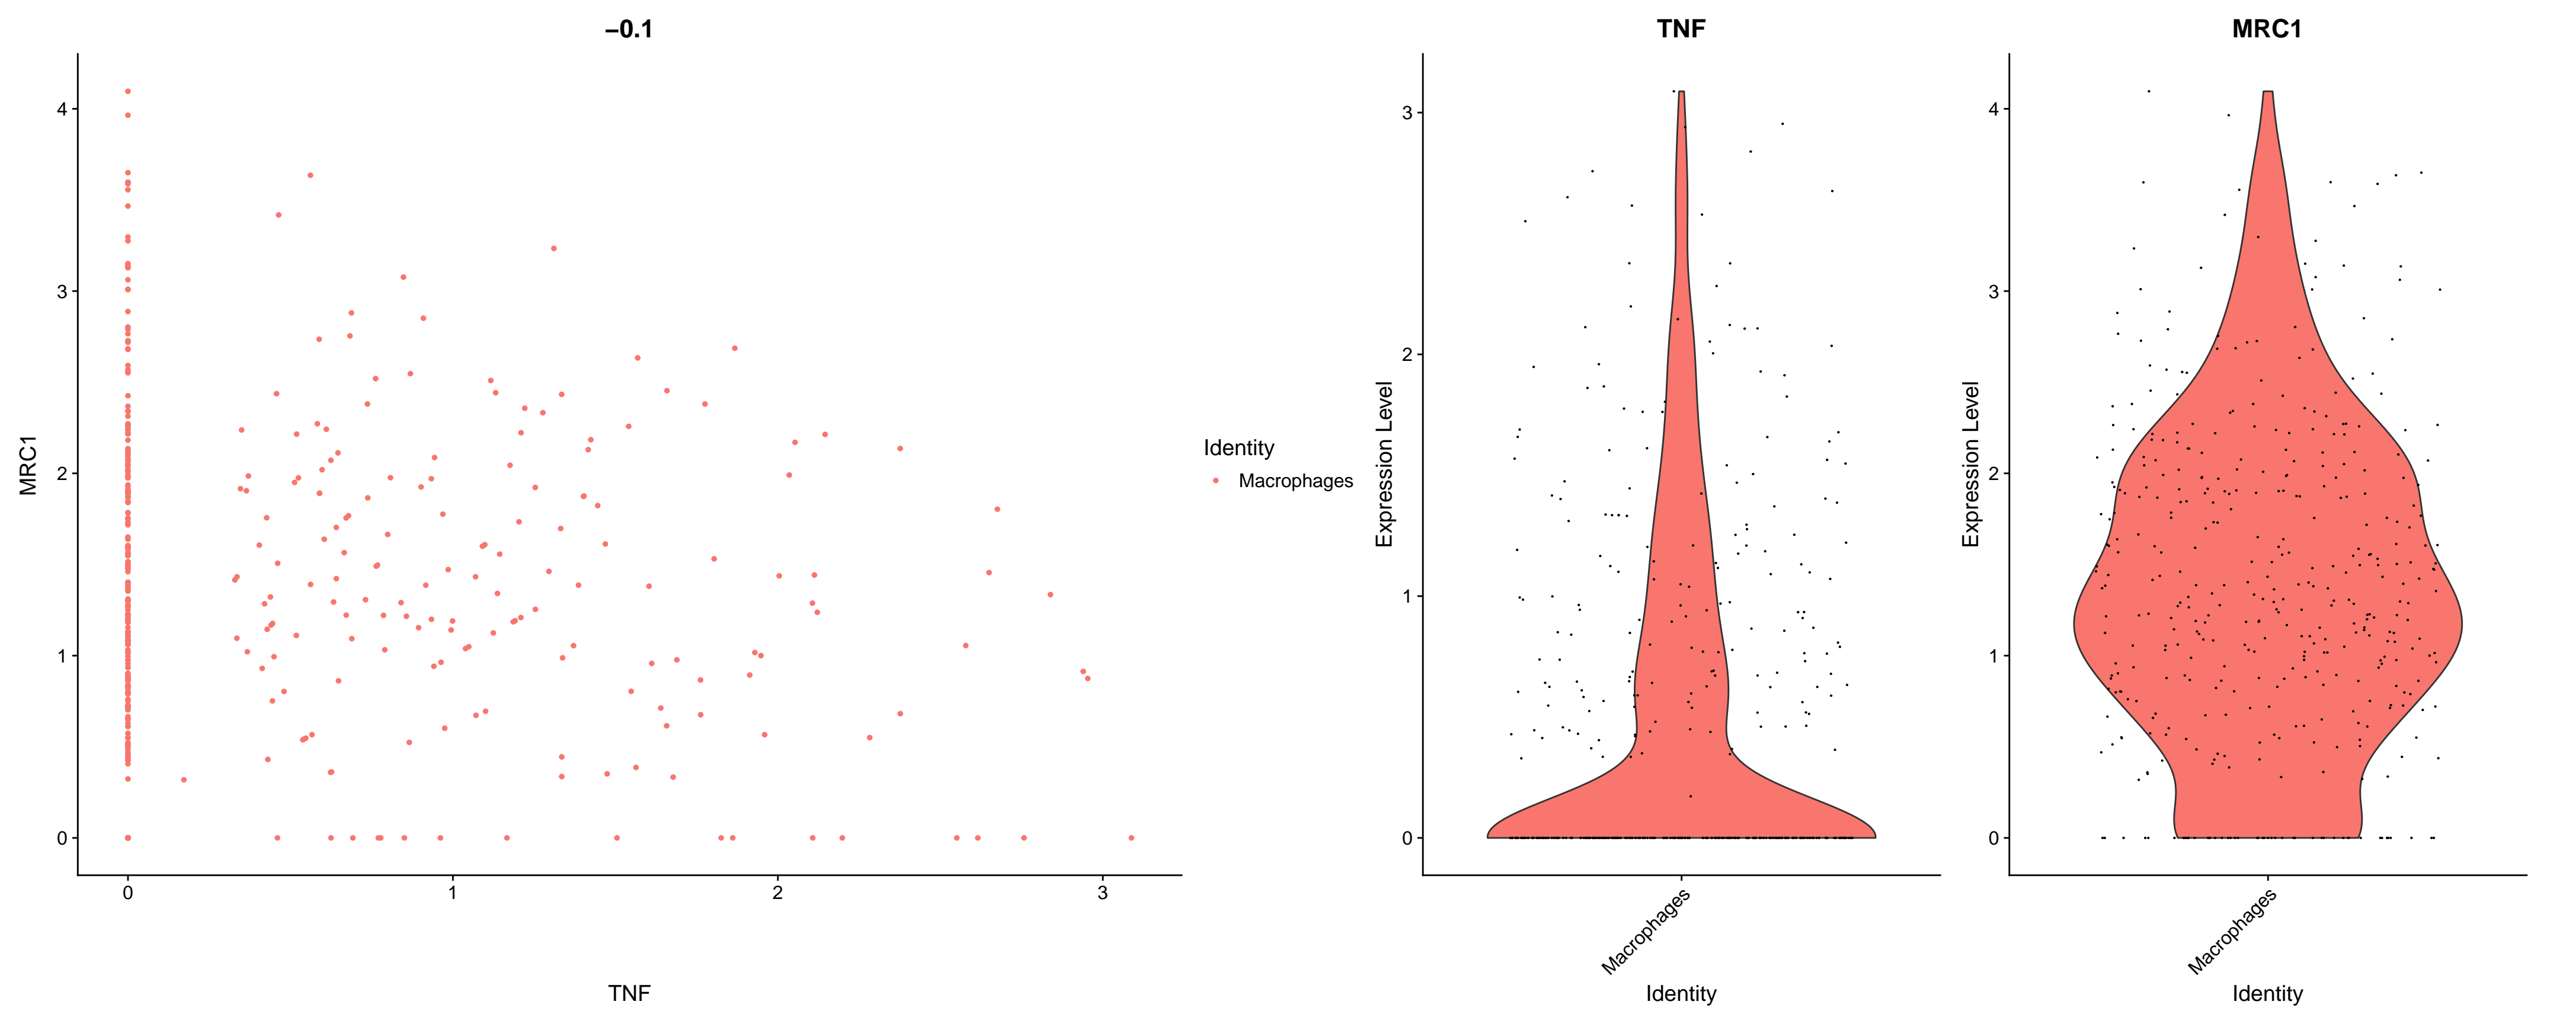 –0.1
MRC1
4
3
2
1
0
0
1
2
3
TNF
Identity
Macrophages
TNF
Expression Level
3
2
1
0
Macrophages
Identity
MRC1
Expression Level
4
3
2
1
0
Macrophages
Identity